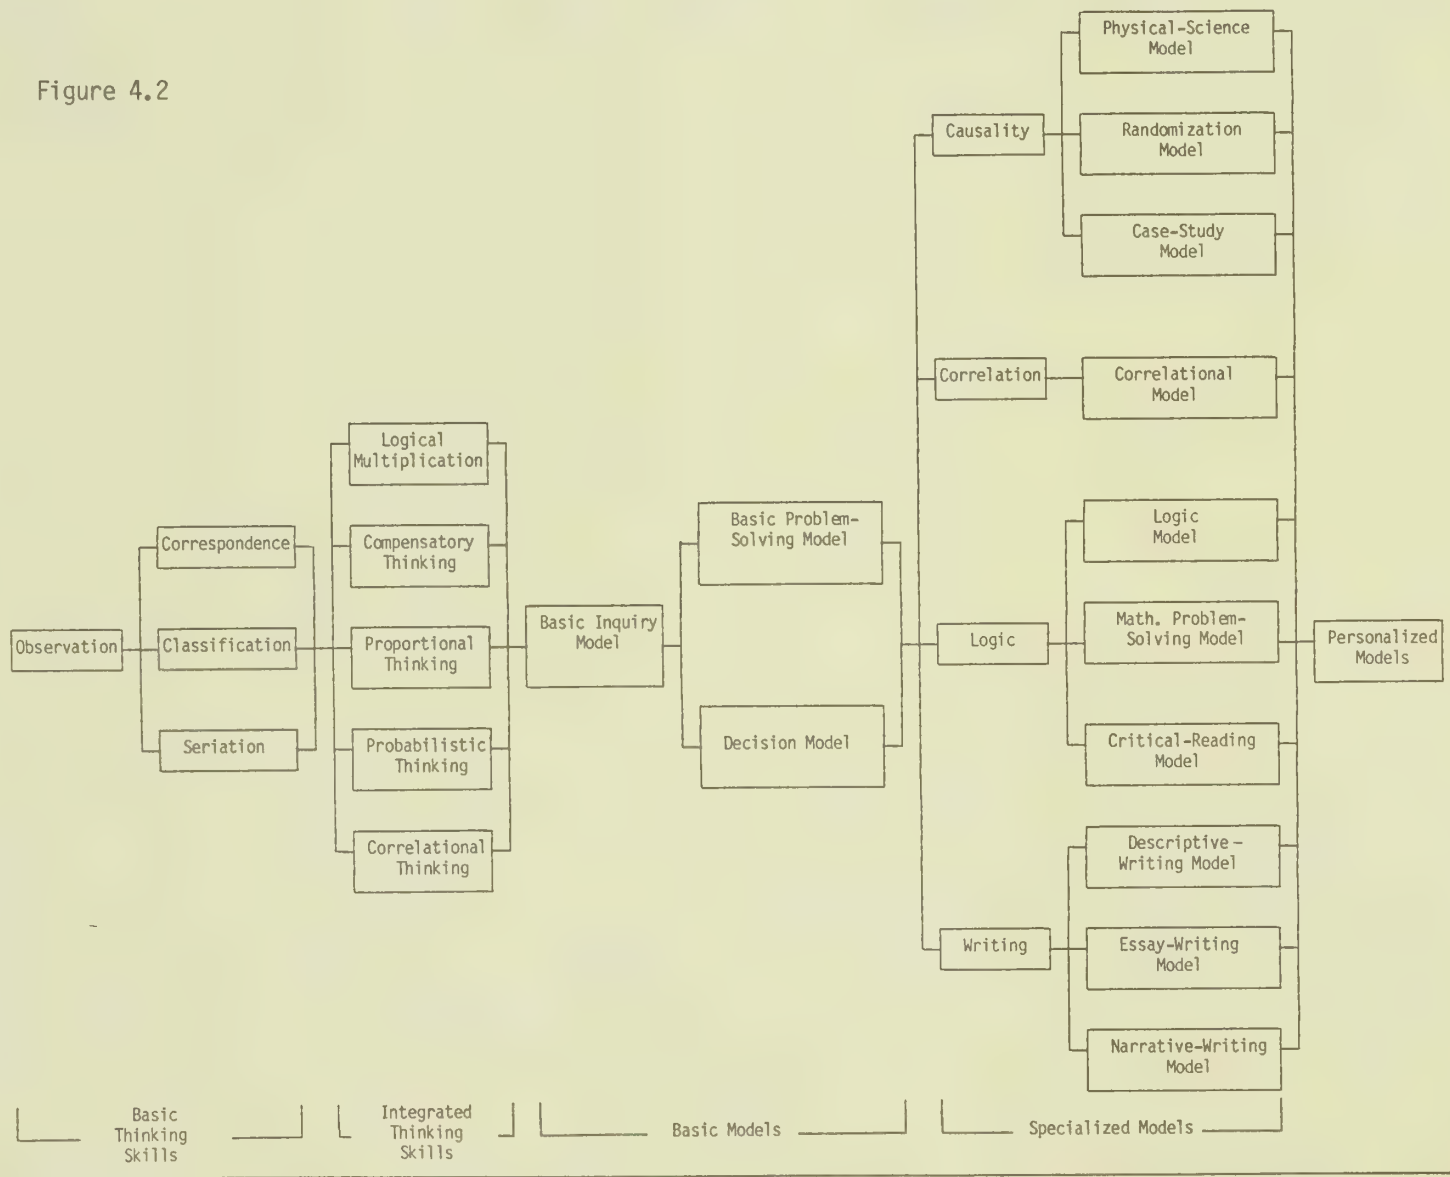 Figure 4.2
Observation
Correspondence
Classification
Seriation
Logical
Multiplication
Compensatory
Thinking
Proportional
Thinking
Probabilistic
Thinking
Correlational
Thinking
Basic Inquiry
Model
Basic Problem-
Solving Model
Decision Model
Causality
Correlation
Logic
Writing
Physical-Science
Model
Randomization
Model
Case-Study
Model
Correlational
Model
Logic
Model
Math. Problem-
Solving Model
Critical-Reading
Model
Descriptive-
Writing Model
Essay-Writing
Model
Narrative-Writing
Model
Personalized
Models
Basic
Thinking
Skills
Integrated
Thinking
Skills
Basic Models
Specialized Models